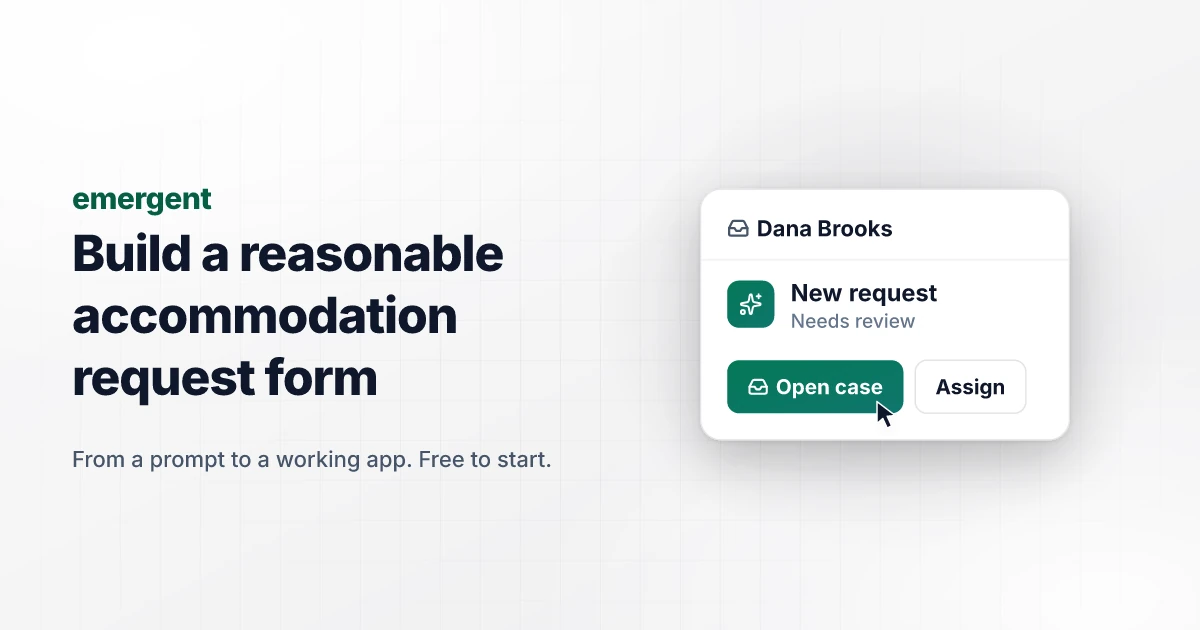 emergent
Build a reasonable
accommodation
request form
From a prompt to a working app. Free to start.
Dana Brooks
New request
Needs review
Open case
Assign